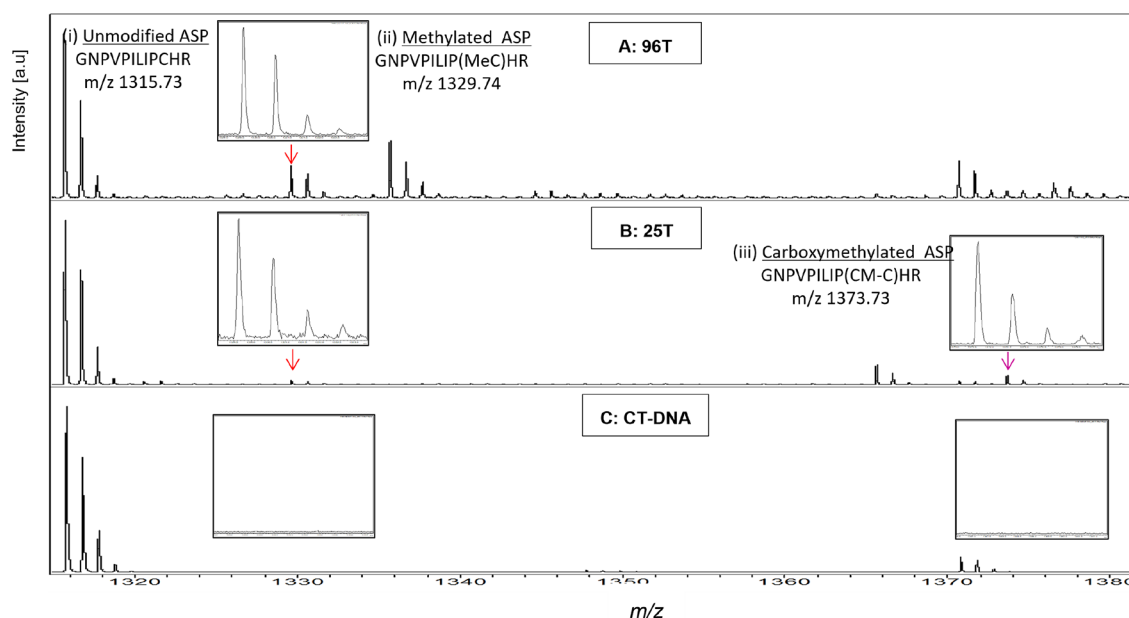 Intensity [a.u]
(i) Unmodified ASP
GNPVPILIPCHR
m/z 1315.73
(ii) Methylated ASP
GNPVPILIP(MeC)HR
m/z 1329.74
A: 96T
B: 25T
(iii) Carboxymethylated ASP
GNPVPILIP(CM-C)HR
m/z 1373.73
C: CT-DNA
1320 1330 1340 1350 1360 1370 1380
m/z